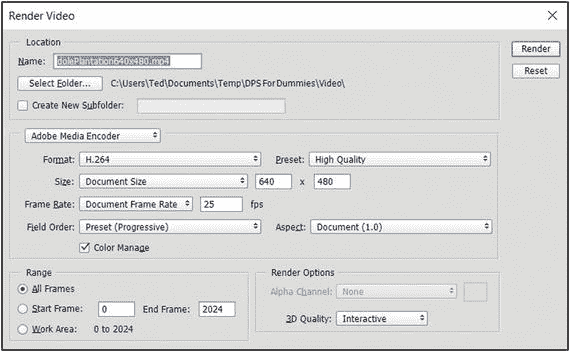 Render Video
Location
Name: dolePlantation640x480.mp4 Render
Select Folder... C:\Users\Ted\Documents\Temp\DPS For Dummies\Video\ Reset
Create New Subfolder:
Adobe Media Encoder
Format: H.264 Preset: High Quality
Size: Document Size 640 x 480
Frame Rate: Document Frame Rate 25 fps
Field Order: Preset (Progressive) Aspect: Document (1.0)
Color Manage
Range Render Options
All Frames Alpha Channel: None
Start Frame: 0 End Frame: 2024
Work Area: 0 to 2024 3D Quality: Interactive